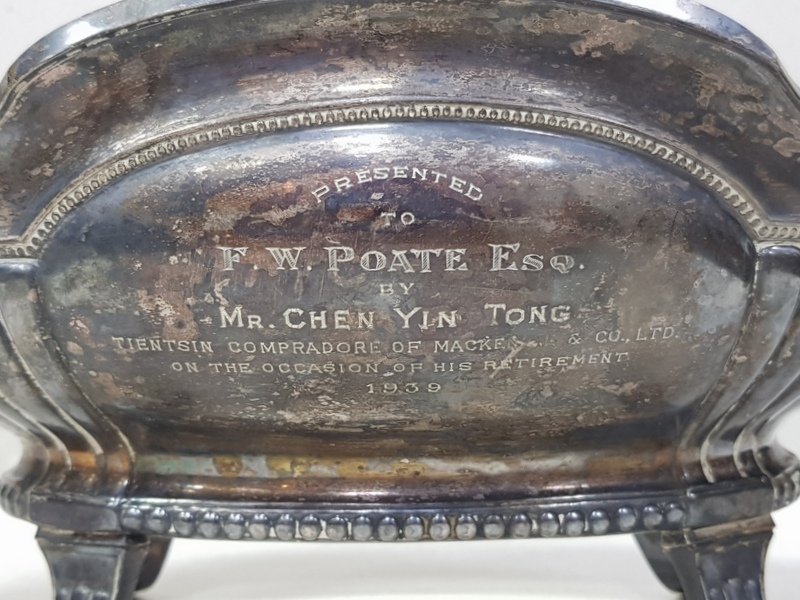 PRESENTED
TO
F. W. POATE ESQ.
BY
MR. CHEN YIN TONG
TIENTSIN COMPRADORE OF & CO., LTD.
ON THE OCCASION OF HIS RETIREMENT
1939